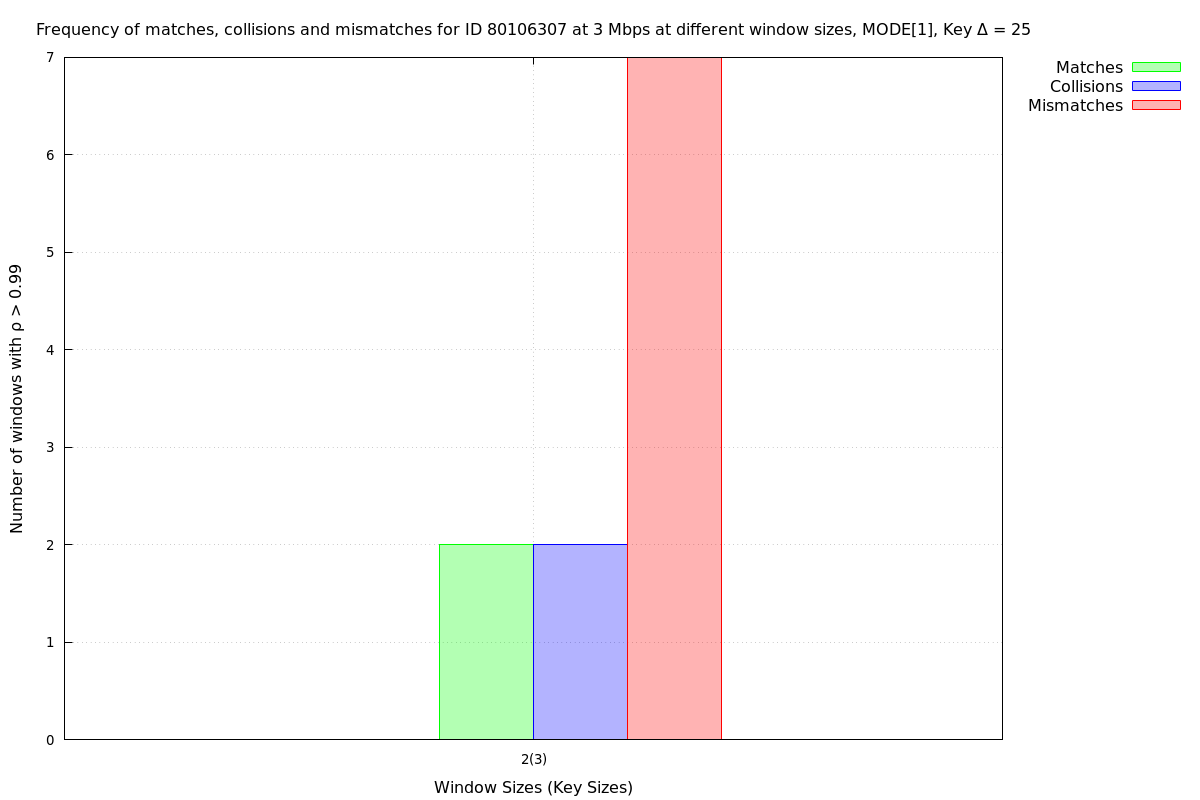 Frequency of matches, collisions and mismatches for ID 80106307 at 3 Mbps at different window sizes, MODE[1], Key Δ = 25
Matches
Collisions
Mismatches
Number of windows with ρ > 0.99
7
6
5
4
3
2
1
0
2(3)
Window Sizes (Key Sizes)